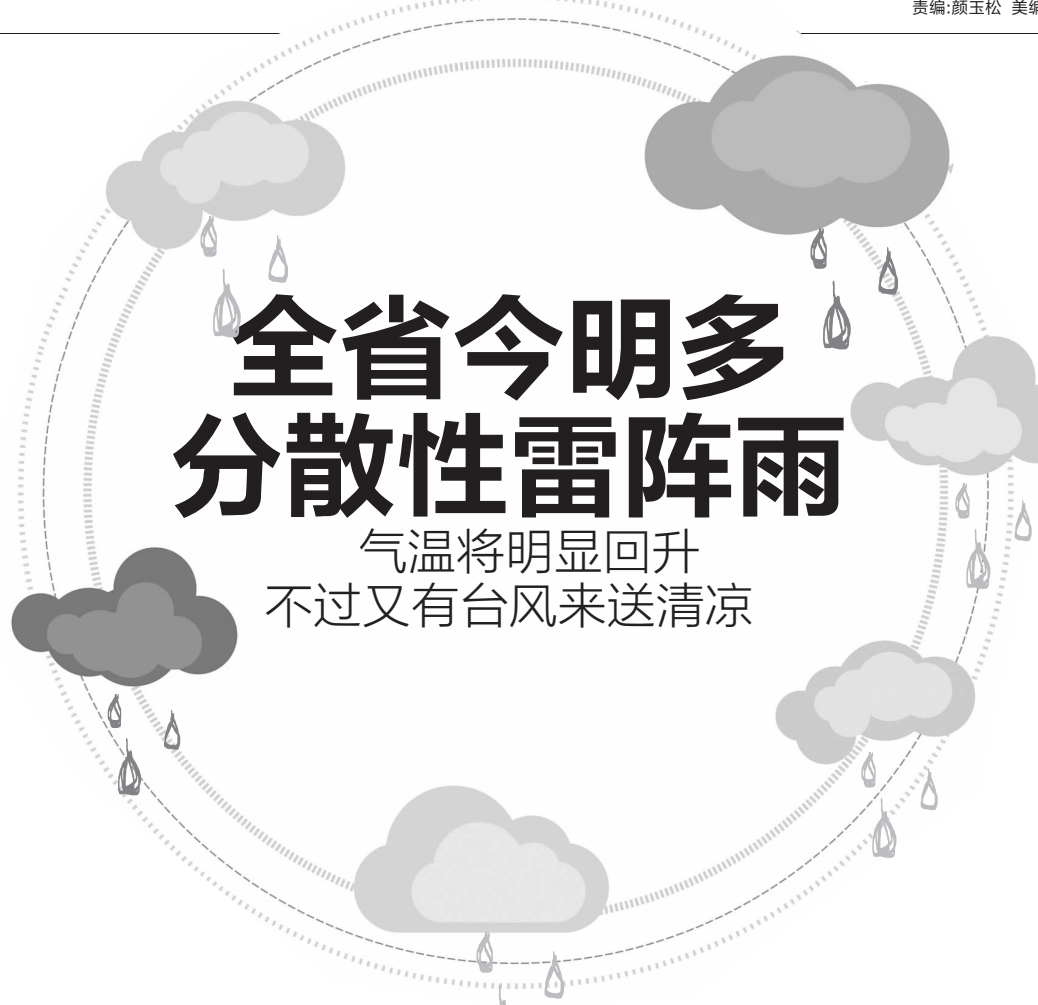 责编:颜玉松 美编
全省今明多
分散性雷阵雨
气温将明显回升
不过又有台风来送清凉